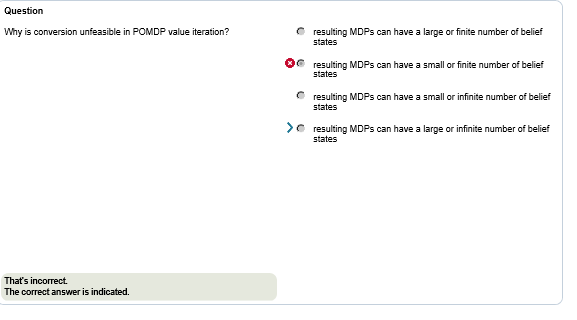 Question
Why is conversion unfeasible in POMDP value iteration?
resulting MDPs can have a large or finite number of belief
states
resulting MDPs can have a small or finite number of belief
states
resulting MDPs can have a small or infinite number of belief
states
resulting MDPs can have a large or infinite number of belief
states
That's incorrect.
The correct answer is indicated.